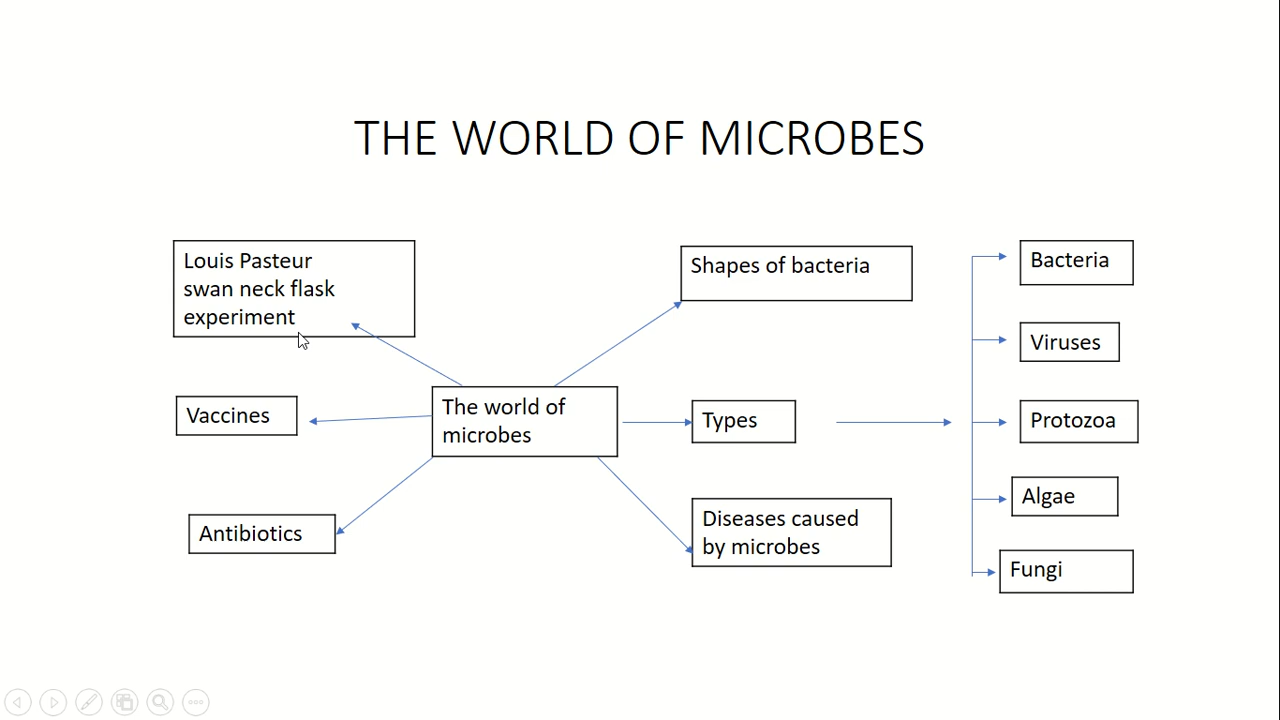 THE WORLD OF MICROBES
Louis Pasteur
swan neck flask
experiment
Shapes of bacteria
Bacteria
Viruses
Vaccines
The world of
microbes
Types
Protozoa
Algae
Antibiotics
Diseases caused
by microbes
Fungi